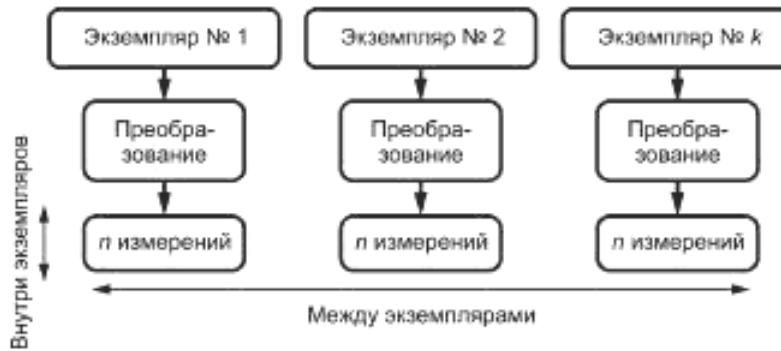 Экземпляр № 1
Экземпляр № 2
Экземпляр № k
Преобра-
зование
Преобра-
зование
Преобра-
зование
n измерений
n измерений
n измерений
Внутри экземпляров
Между экземплярами